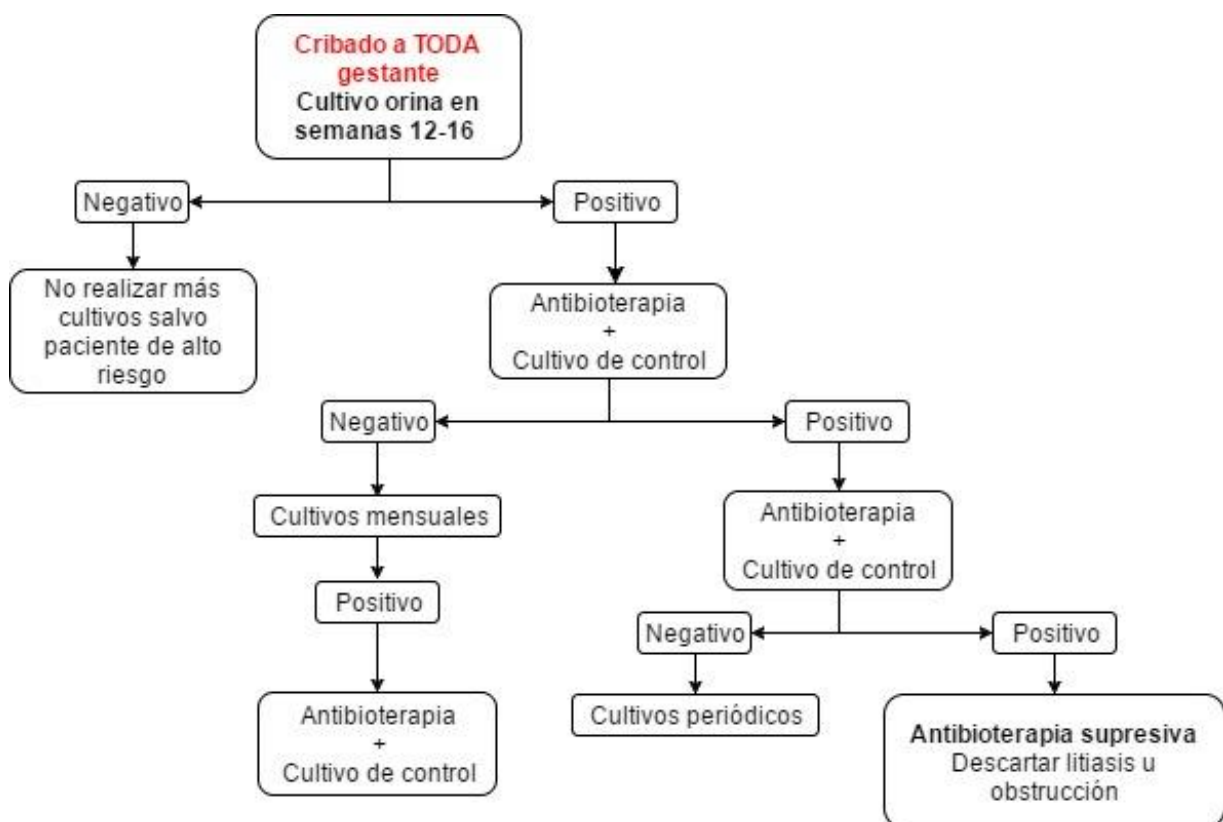 Cribado a TODA
gestante
Cultivo orina en
semanas 12-16
Negativo
Positivo
No realizar más
cultivos salvo
paciente de alto
riesgo
Antibioterapia
+
Cultivo de control
Negativo
Positivo
Cultivos mensuales
Antibioterapia
+
Cultivo de control
Positivo
Negativo
Positivo
Antibioterapia
+
Cultivo de control
Cultivos periódicos
Antibioterapia supresiva
Descartar litiasis u
obstrucción